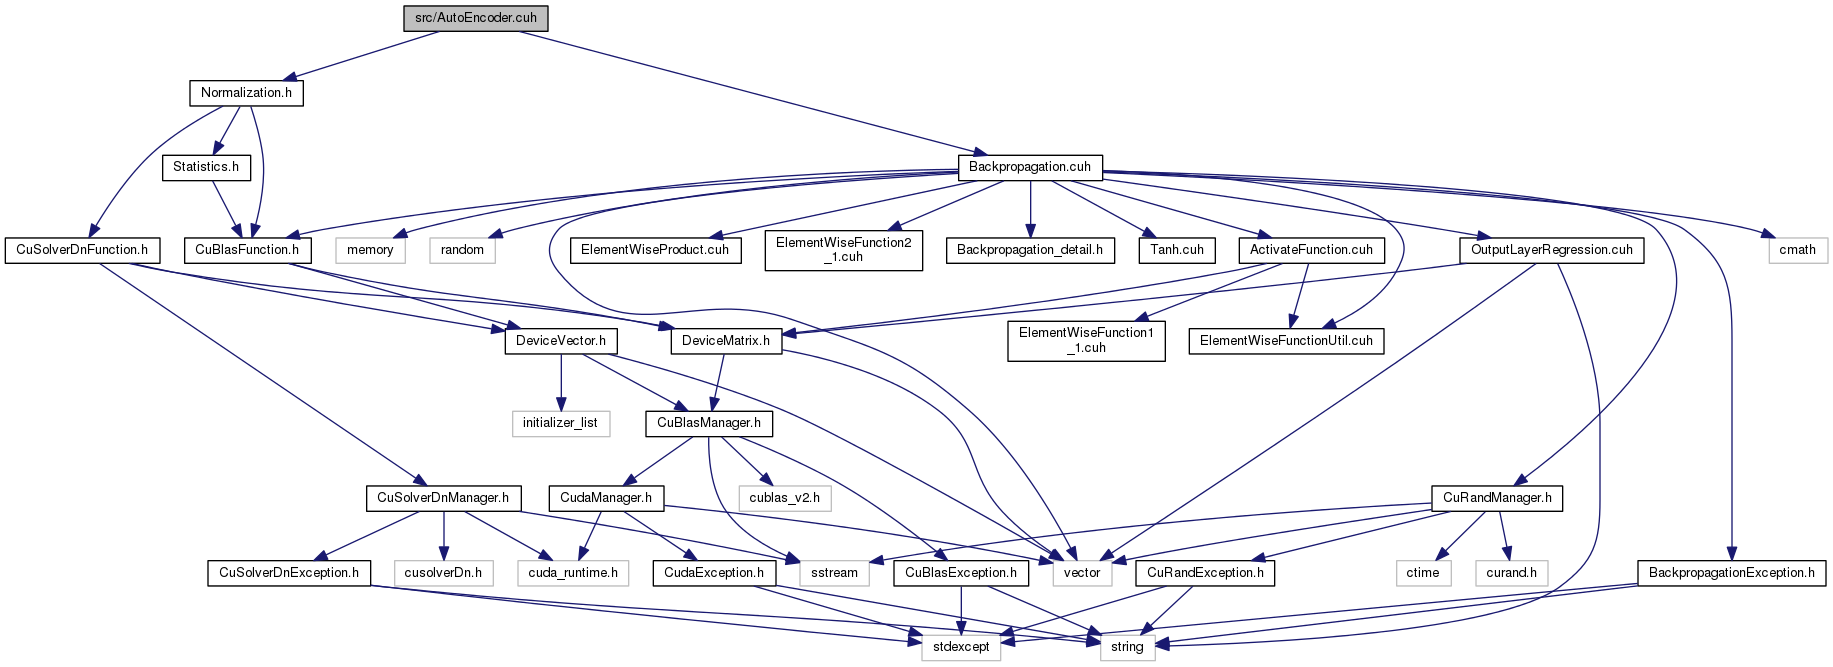 src/AutoEncoder.cuh
Normalization.h
Statistics.h
Backpropagation.cuh
CuSolverDnFunction.h
CuBlasFunction.h
memory
random
ElementWiseProduct.cuh
ElementWiseFunction2
_1.cuh
Backpropagation_detail.h
Tanh.cuh
ActivateFunction.cuh
OutputLayerRegression.cuh
cmath
DeviceVector.h
DeviceMatrix.h
ElementWiseFunction1
_1.cuh
ElementWiseFunctionUtil.cuh
initializer_list
CuBlasManager.h
CuSolverDnManager.h
CudaManager.h
cublas_v2.h
CuRandManager.h
CuSolverDnException.h
cusolverDn.h
cuda_runtime.h
CudaException.h
sstream
CuBlasException.h
vector
CuRandException.h
ctime
curand.h
BackpropagationException.h
stdexcept
string